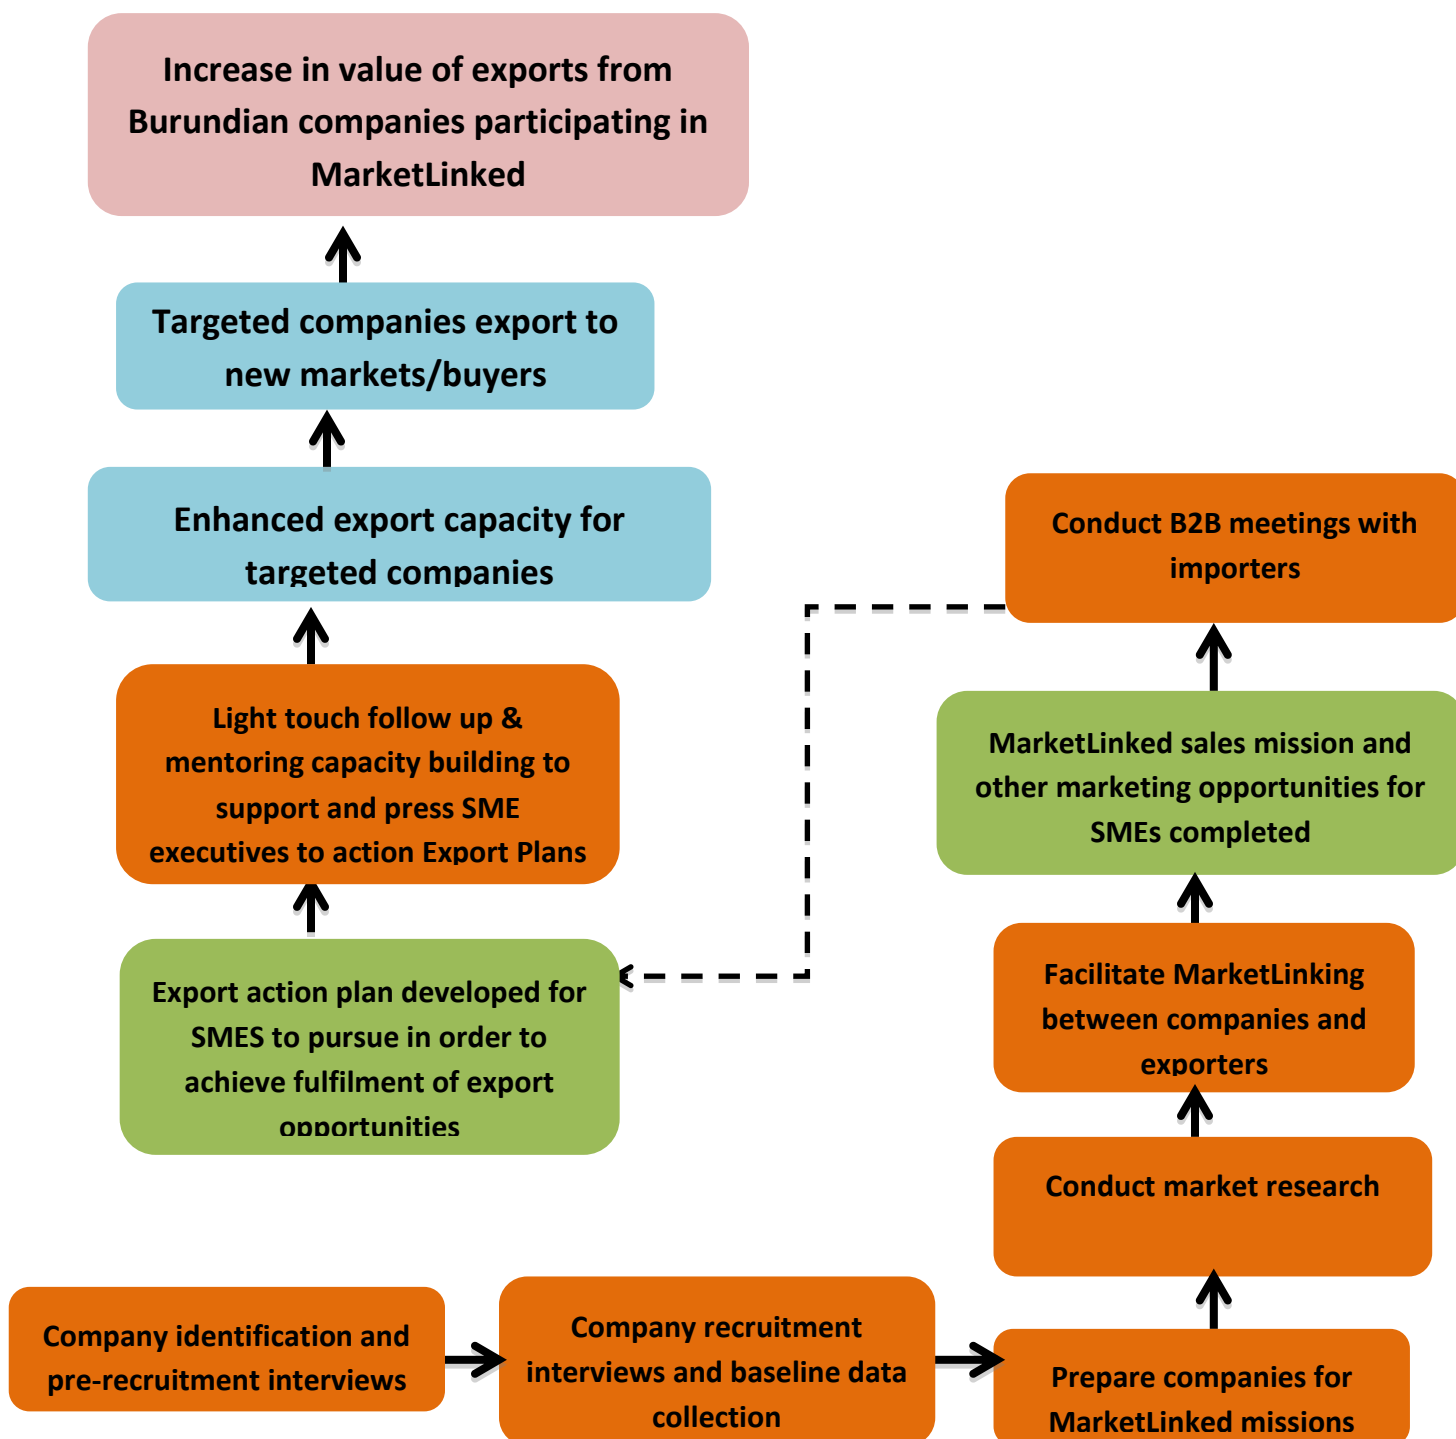 Increase in value of exports from
Burundian companies participating in
MarketLinked
Targeted companies export to
new markets/buyers
Enhanced export capacity for
targeted companies
Light touch follow up &
mentoring capacity building to
support and press SME
executives to action Export Plans
Export action plan developed for
SMES to pursue in order to
achieve fulfilment of export
opportunities
Conduct B2B meetings with
importers
MarketLinked sales mission and
other marketing opportunities for
SMEs completed
Facilitate MarketLinking
between companies and
exporters
Conduct market research
Company identification and
pre-recruitment interviews
Company recruitment
interviews and baseline data
collection
Prepare companies for
MarketLinked missions